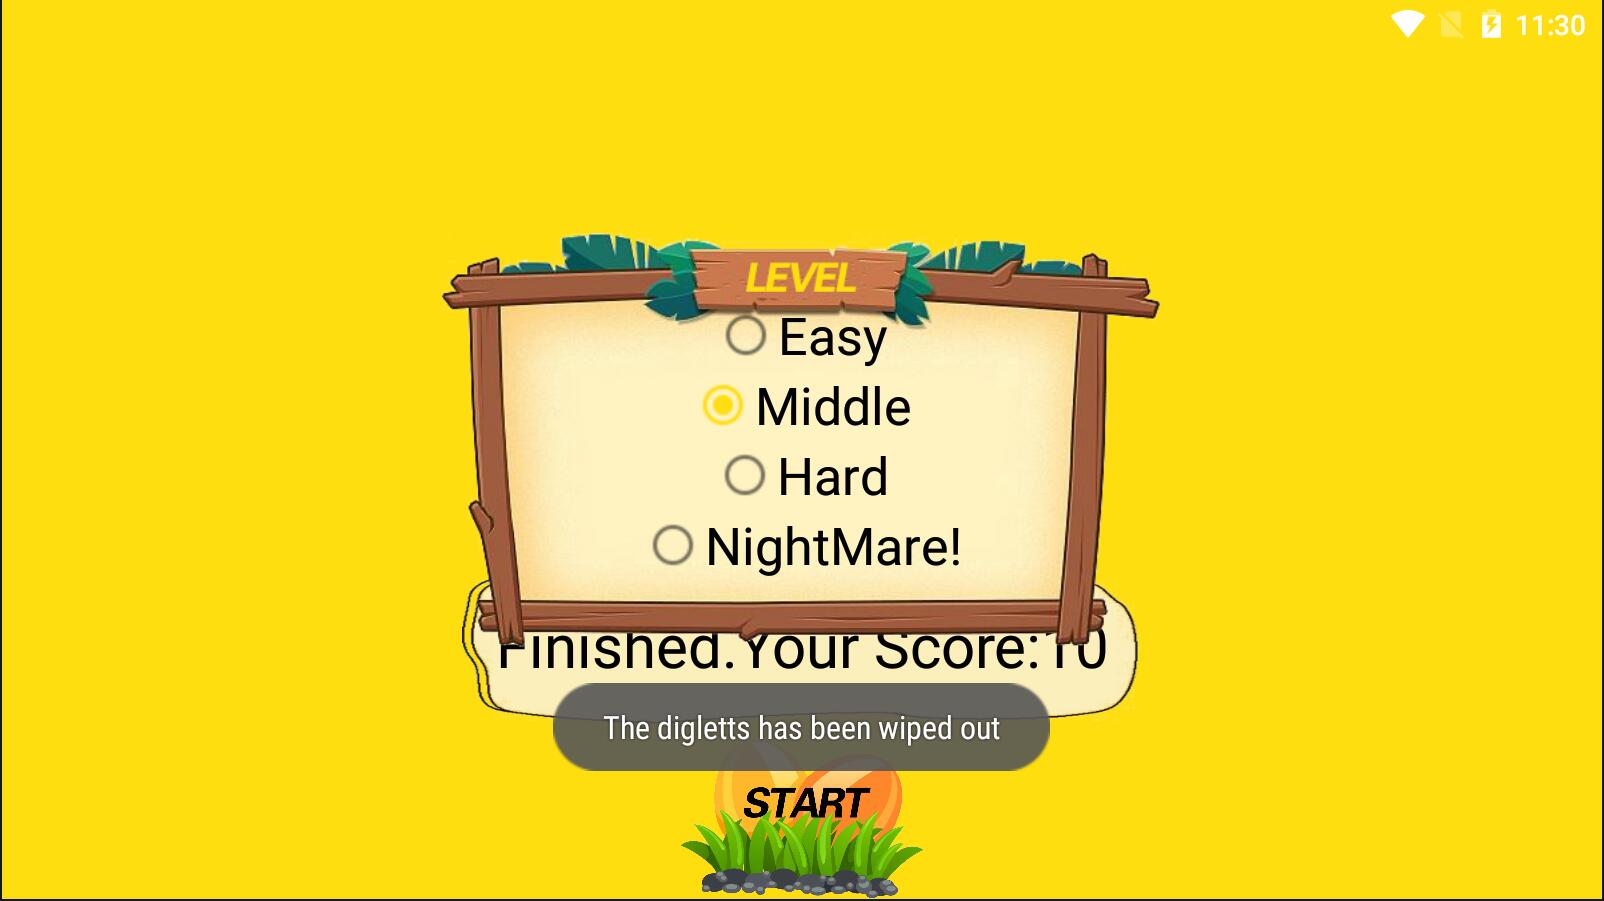 11:30
LEVEL
Easy
Middle
Hard
NightMare!
Finished.Your Score:10
The digletts has been wiped out
START